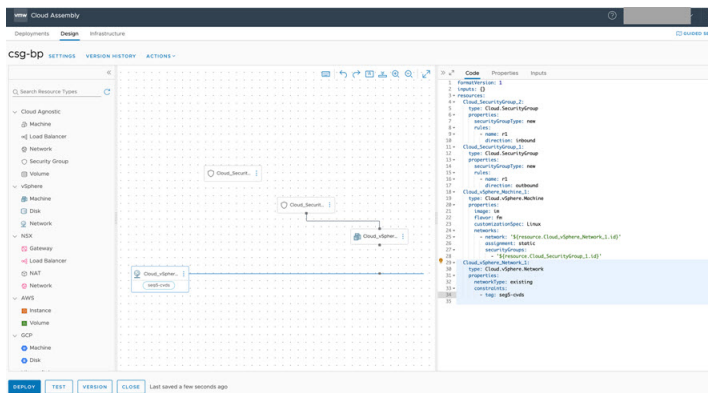 vmw Cloud Assembly
Deployments Design Infrastructure
csg-bp SETTINGS VERSION HISTORY ACTIONS
Search Resource Types
Cloud Agnostic
Machine
Load Balancer
Network
Security Group
Volume
vSphere
Machine
Disk
Network
NSX
Gateway
Load Balancer
NAT
Network
AWS
Instance
Volume
GCP
Machine
Disk
Cloud_Securit...
Cloud_Securi...
Cloud_vSpher...
Cloud_vSpher...
seg5-cvds
Code Properties Inputs
1 formatVersion: 1
2 inputs: {}
3 resources:
4 Cloud_SecurityGroup_2:
5 type: Cloud.SecurityGroup
6 properties:
7 securityGroupType: new
8 rules:
9 - name: r1
10 direction: inbound
11 Cloud_SecurityGroup_1:
12 type: Cloud.SecurityGroup
13 properties:
14 securityGroupType: new
15 rules:
16 - name: r1
17 direction: outbound
18 Cloud_vSphere_Machine_1:
19 type: Cloud.vSphere.Machine
20 properties:
21 image: im
22 flavor: fm
23 customizationSpec: Linux
24 networks:
25 - network: '${resource.Cloud_vSphere_Network_1.id}'
26 assignment: static
27 securityGroups:
28 - '${resource.Cloud_SecurityGroup_1.id}'
29 Cloud_vSphere_Network_1:
30 type: Cloud.vSphere.Network
31 properties:
32 networkType: existing
33 constraints:
34 - tag: seg5-cvds
35
DEPLOY TEST VERSION CLOSE Last saved a few seconds ago